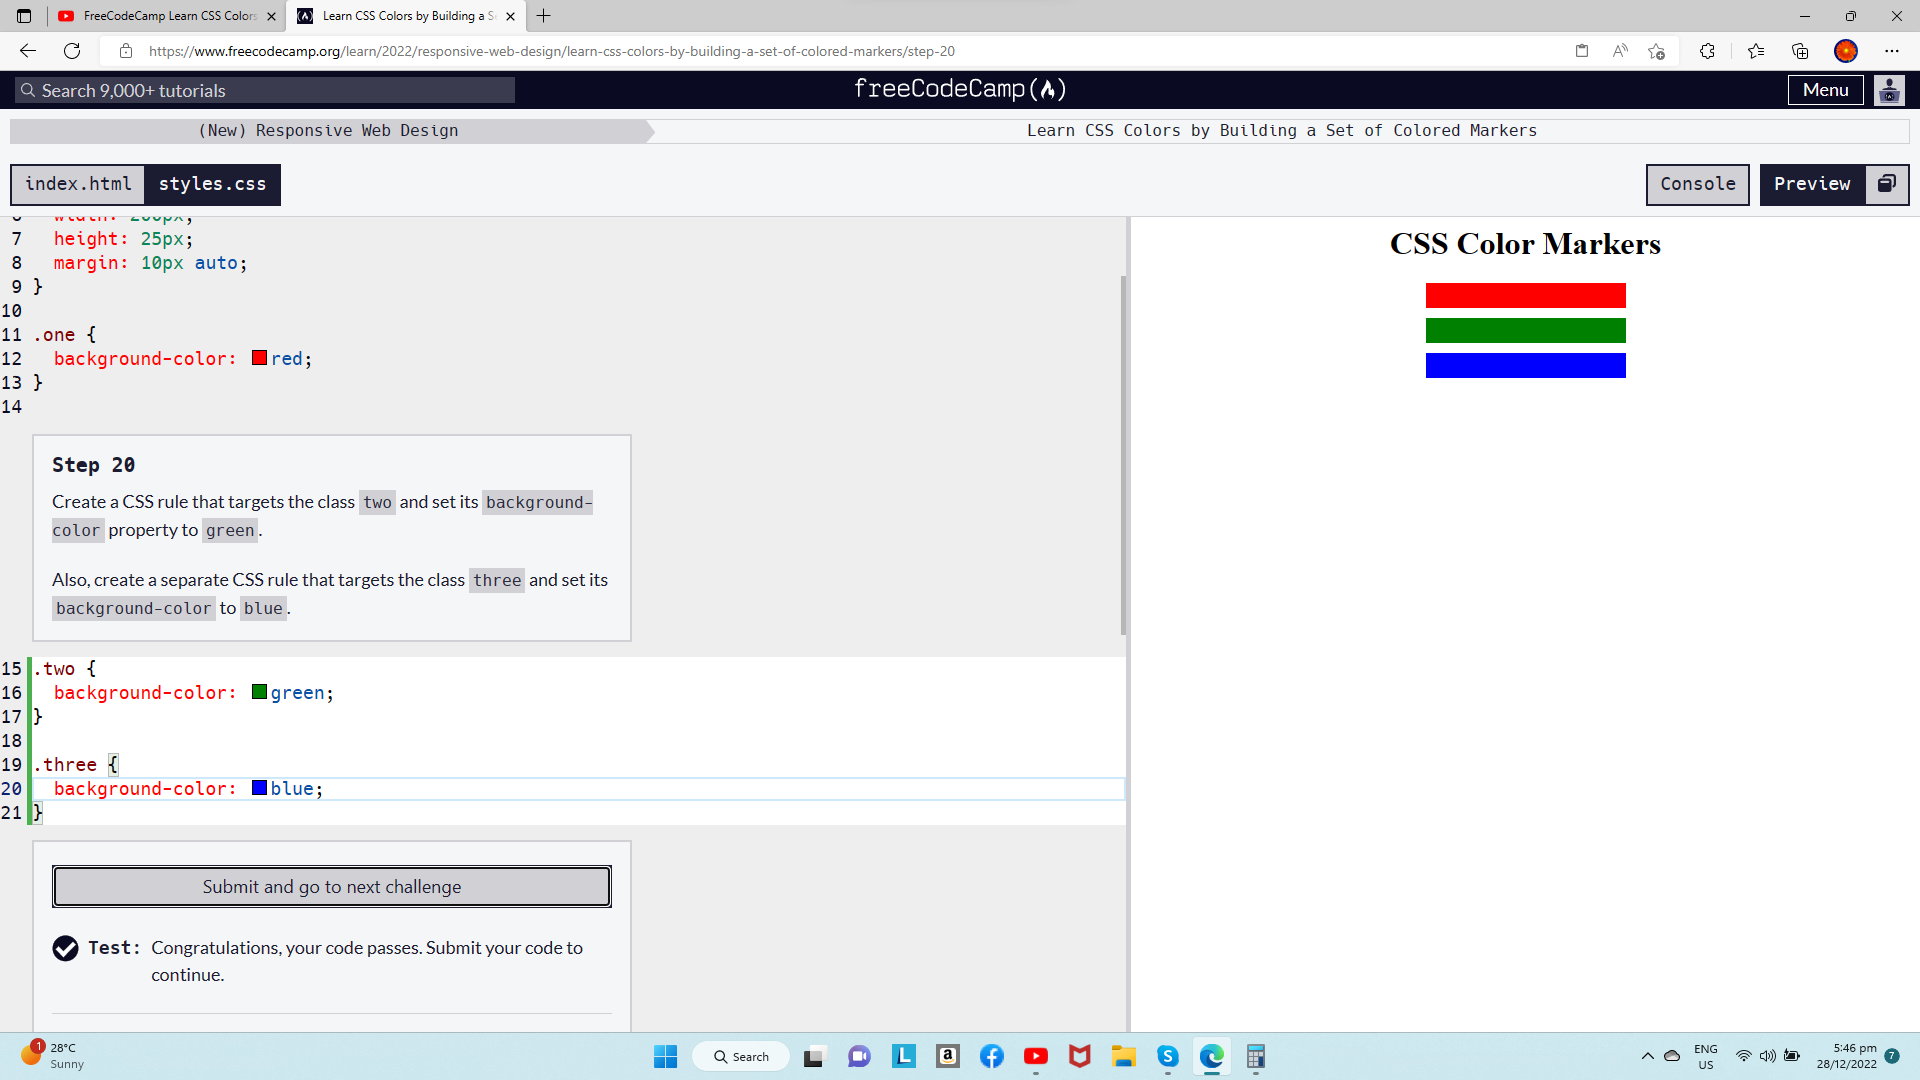 FreeCodeCamp Learn CSS Colors
Learn CSS Colors by Building a Se
https://www.freecodecamp.org/learn/2022/responsive-web-design/learn-css-colors-by-building-a-set-of-colored-markers/step-20
Search 9,000+ tutorials
freeCodeCamp
Menu
(New) Responsive Web Design
Learn CSS Colors by Building a Set of Colored Markers
index.html
styles.css
Console
Preview
6 width: 200px;
7 height: 25px;
8 margin: 10px auto;
9 }
10
11 .one {
12 background-color: red;
13 }
14
Step 20
Create a CSS rule that targets the class two and set its background-
color property to green.
Also, create a separate CSS rule that targets the class three and set its
background-color to blue.
15 .two {
16 background-color: green;
17 }
18
19 .three {
20 background-color: blue;
21 }
Submit and go to next challenge
Test: Congratulations, your code passes. Submit your code to
continue.
CSS Color Markers
1
28°C
Sunny
Search
ENG
US
5:46 pm
28/12/2022
7